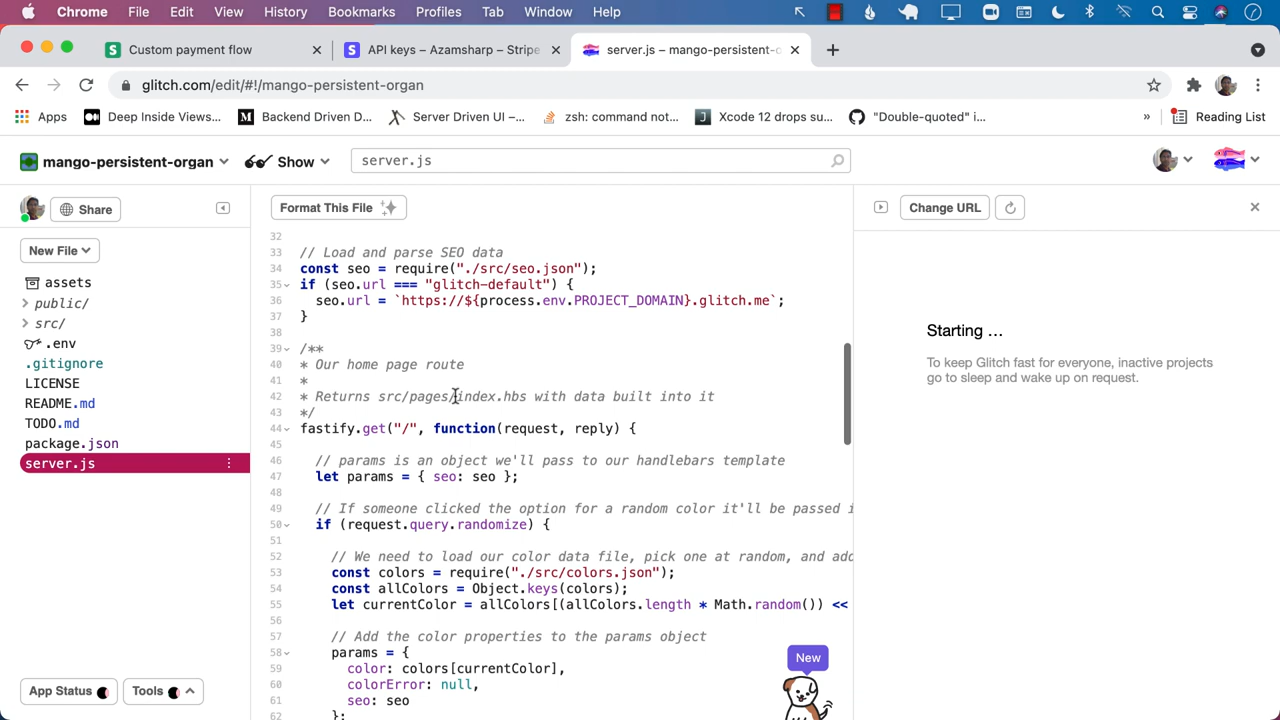 Chrome File Edit View History Bookmarks Profiles Tab Window Help
Custom payment flow
API keys – Azamsharp – Stripe
server.js – mango-persistent-o
glitch.com/edit/#!/mango-persistent-organ
Apps Deep Inside Views... Backend Driven D... Server Driven UI –... zsh: command not... Xcode 12 drops su... "Double-quoted" i... » Reading List
mango-persistent-organ Show server.js
Share Format This File Change URL
New File
assets
public/
src/
.env
.gitignore
LICENSE
README.md
TODO.md
package.json
server.js
32
33 // Load and parse SEO data
34 const seo = require("./src/seo.json");
35 if (seo.url === "glitch-default") {
36 seo.url = `https://${process.env.PROJECT_DOMAIN}.glitch.me`;
37 }
38
39 /**
40 * Our home page route
41 *
42 * Returns src/pages/index.hbs with data built into it
43 */
44 fastify.get("/", function(request, reply) {
45
46 // params is an object we'll pass to our handlebars template
47 let params = { seo: seo };
48
49 // If someone clicked the option for a random color it'll be passed i
50 if (request.query.randomize) {
51
52 // We need to load our color data file, pick one at random, and add
53 const colors = require("./src/colors.json");
54 const allColors = Object.keys(colors);
55 let currentColor = allColors[(allColors.length * Math.random()) <<
56
57 // Add the color properties to the params object
58 params = {
59 color: colors[currentColor],
60 colorError: null,
61 seo: seo
62 };
Starting ...
To keep Glitch fast for everyone, inactive projects
go to sleep and wake up on request.
New
App Status Tools